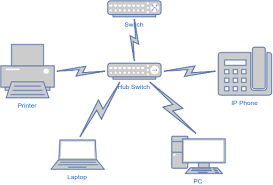 Switch
Hub Switch
Printer
IP Phone
Laptop
PC